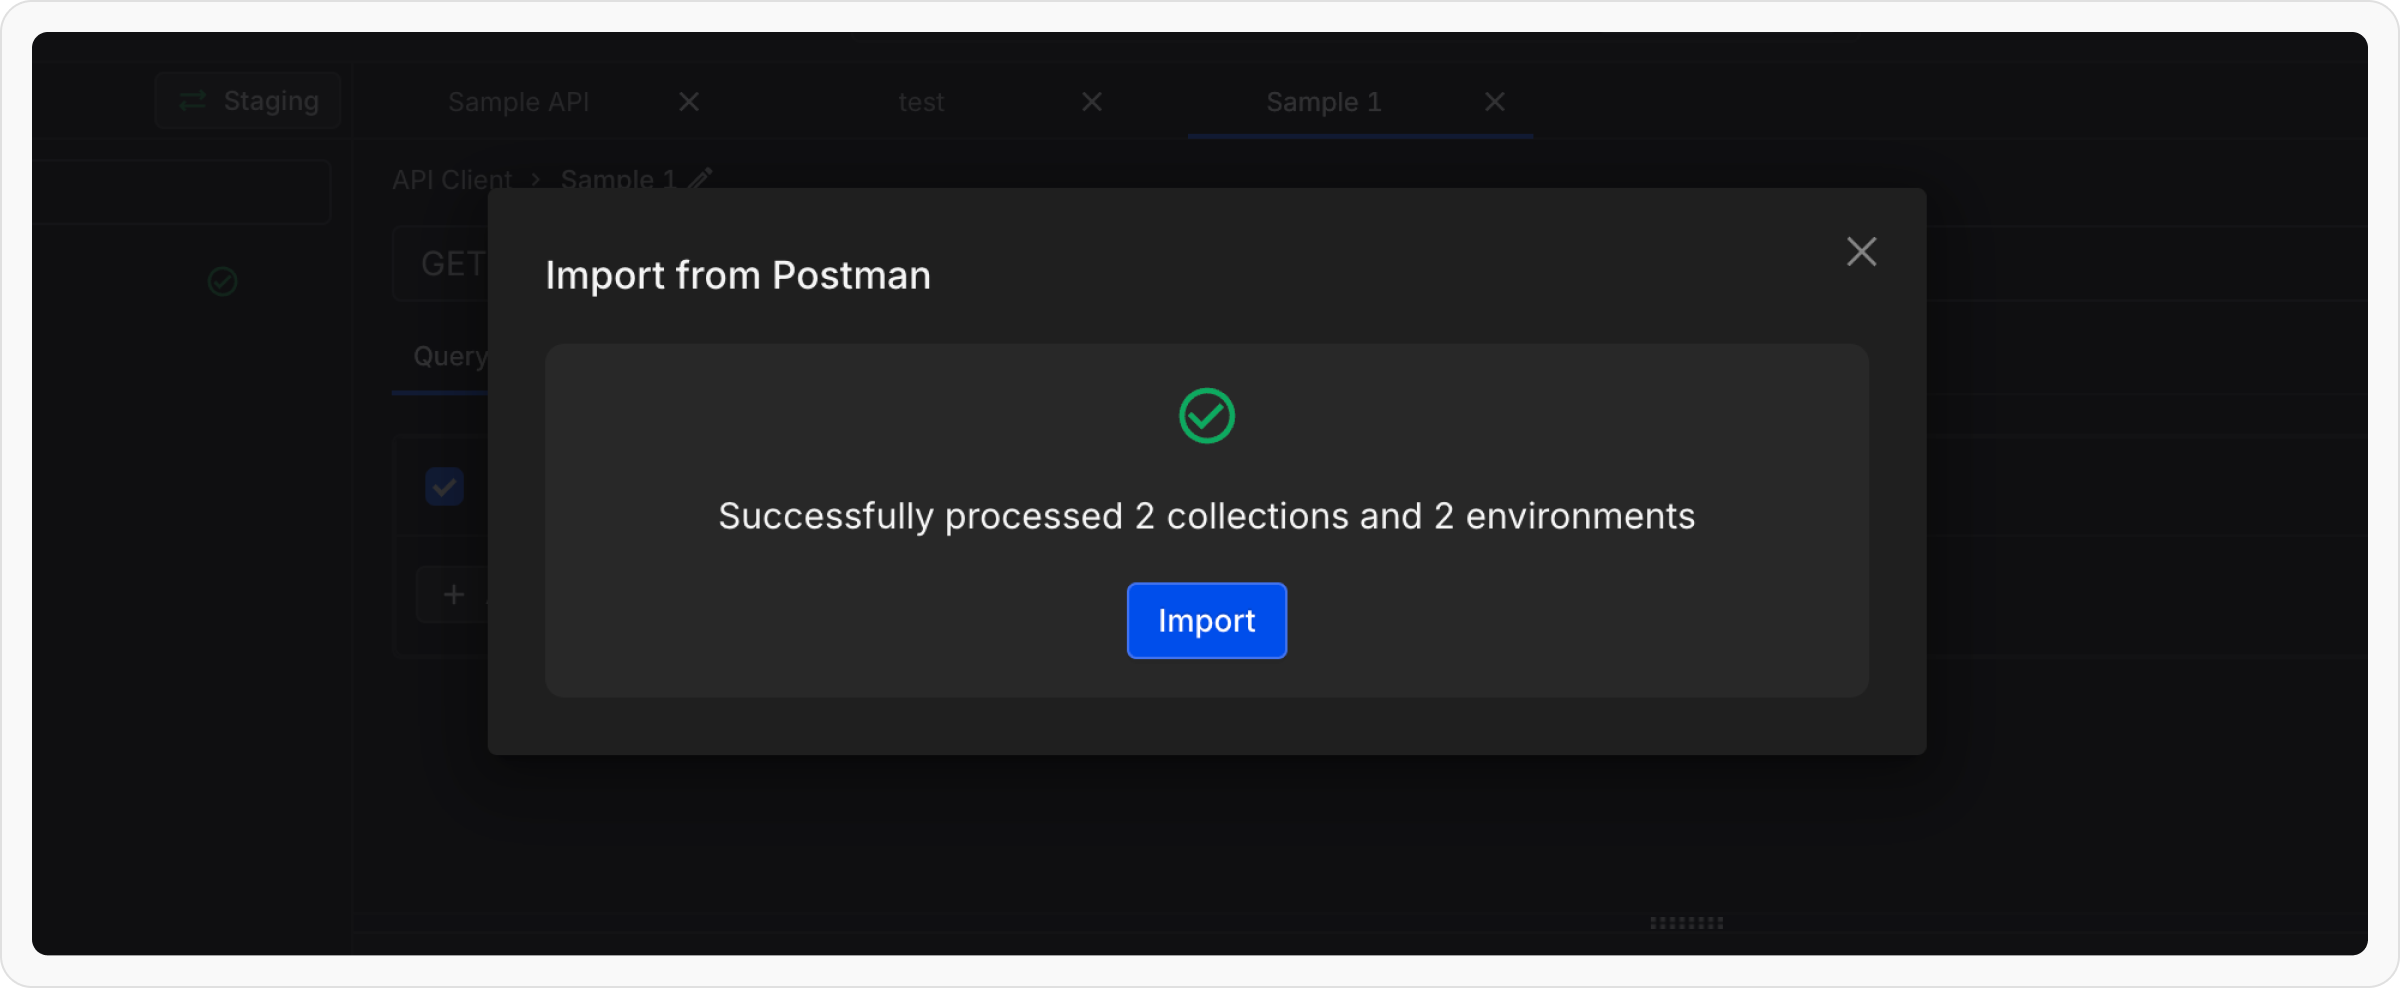 Staging
Sample API
test
Sample 1
API Client > Sample 1
GET
Import from Postman
Query
Successfully processed 2 collections and 2 environments
Import